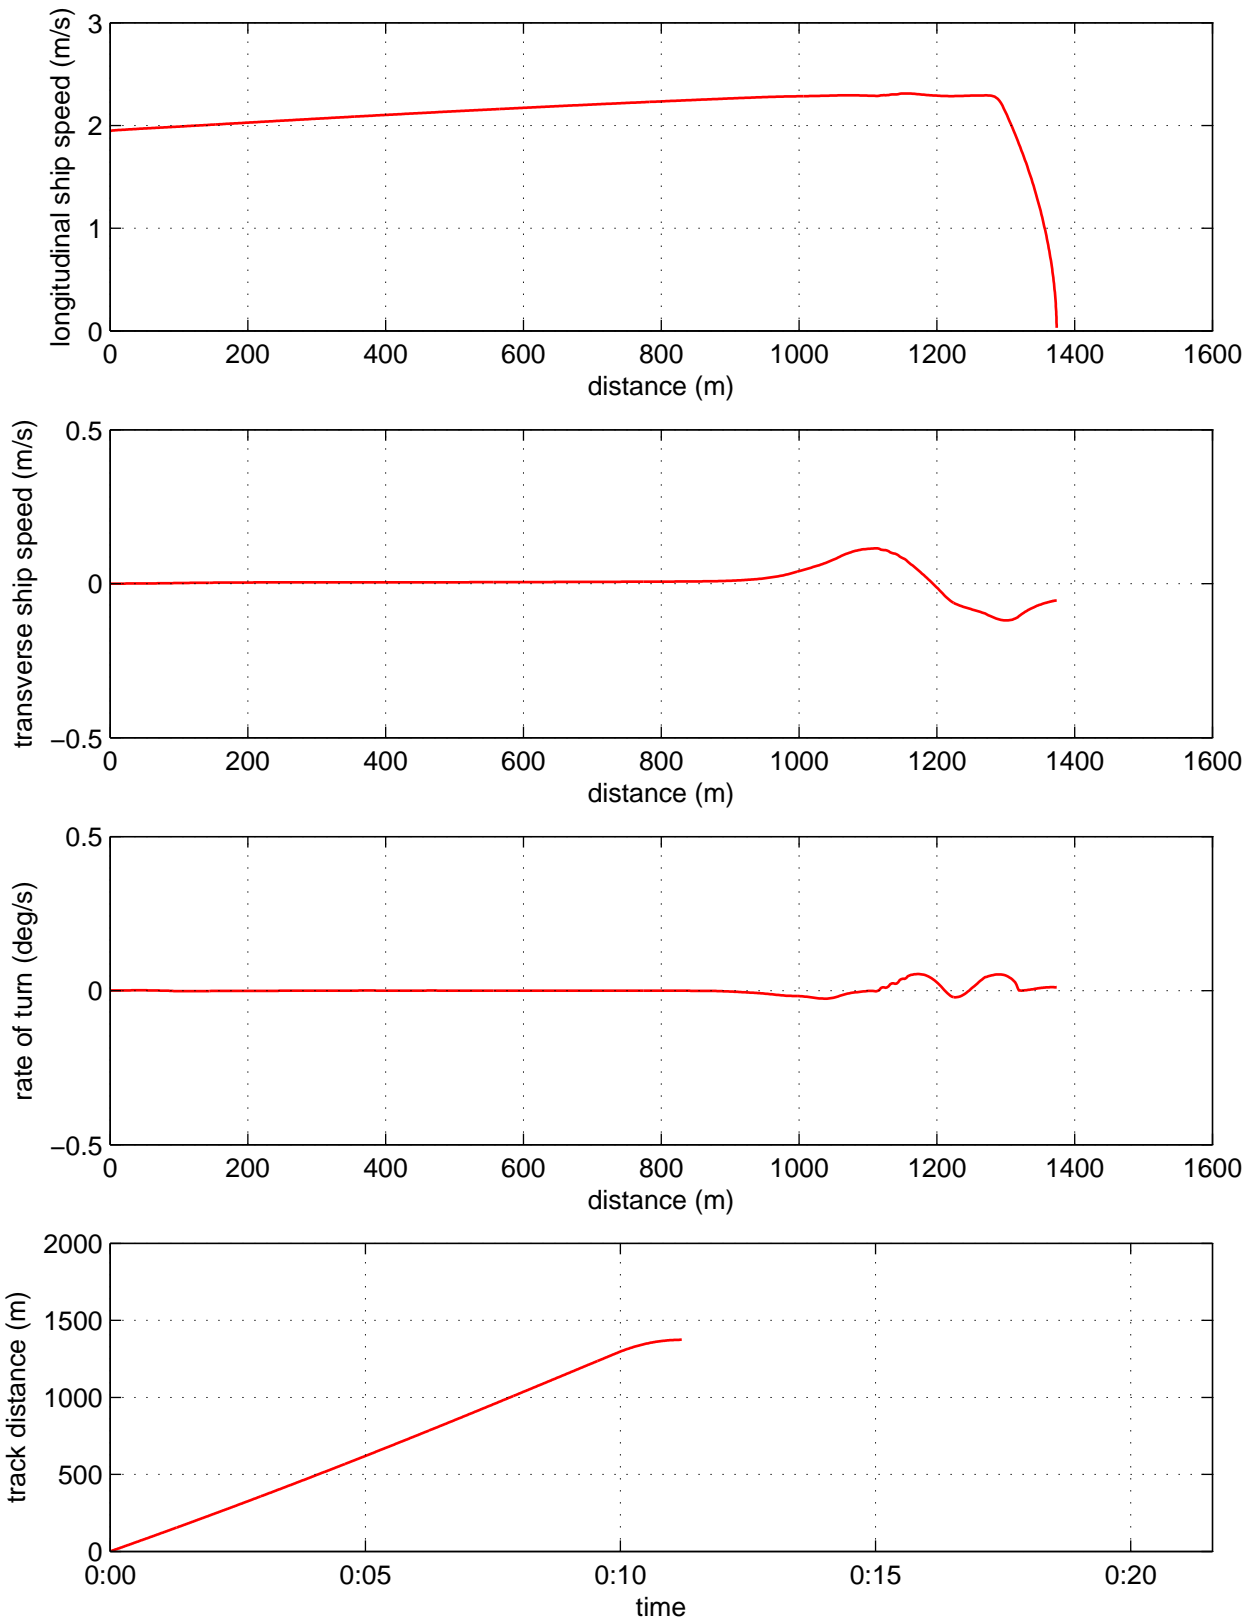 longitudinal ship speed (m/s)
3
2
1
0
0 200 400 600 800 1000 1200 1400 1600
distance (m)
transverse ship speed (m/s)
0.5
0
−0.5
0 200 400 600 800 1000 1200 1400 1600
distance (m)
rate of turn (deg/s)
0.5
0
−0.5
0 200 400 600 800 1000 1200 1400 1600
distance (m)
track distance (m)
2000
1500
1000
500
0
0:00 0:05 0:10 0:15 0:20
time